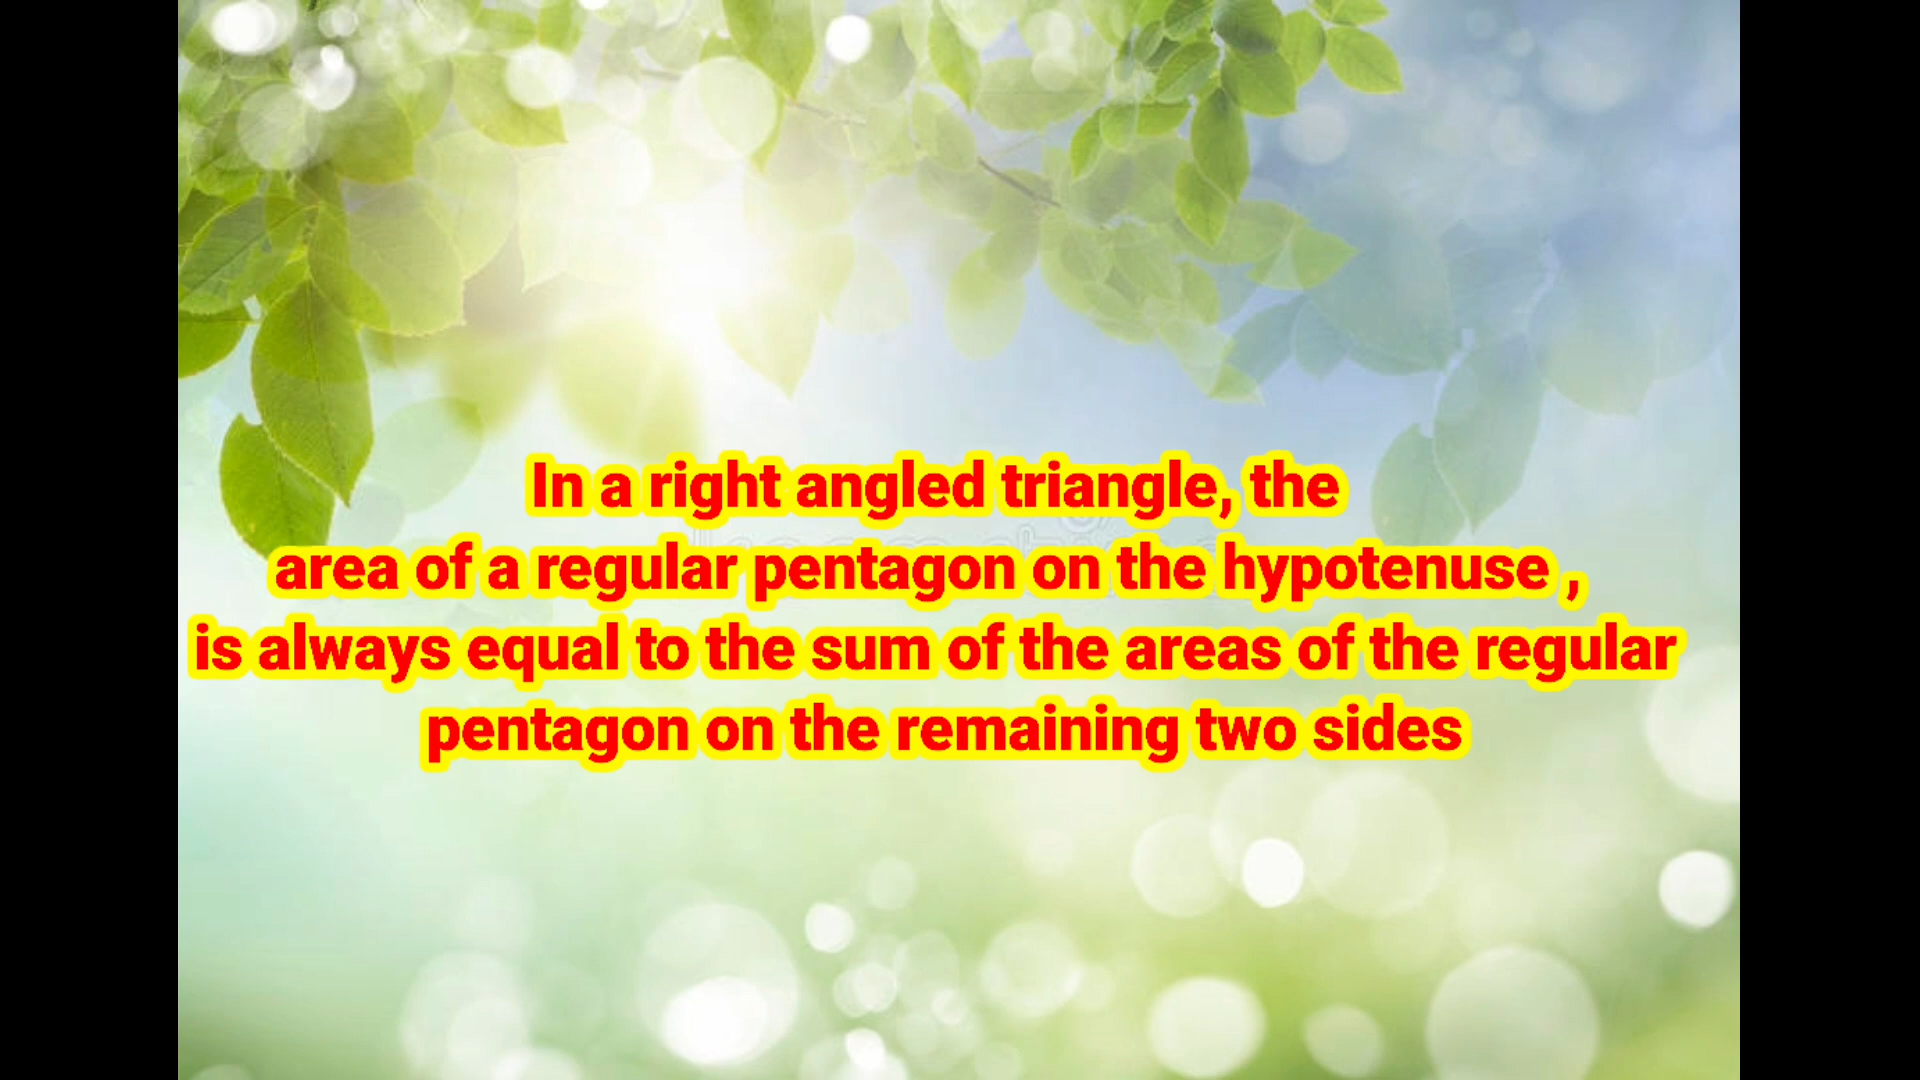 In a right angled triangle, the
area of a regular pentagon on the hypotenuse ,
is always equal to the sum of the areas of the regular
pentagon on the remaining two sides